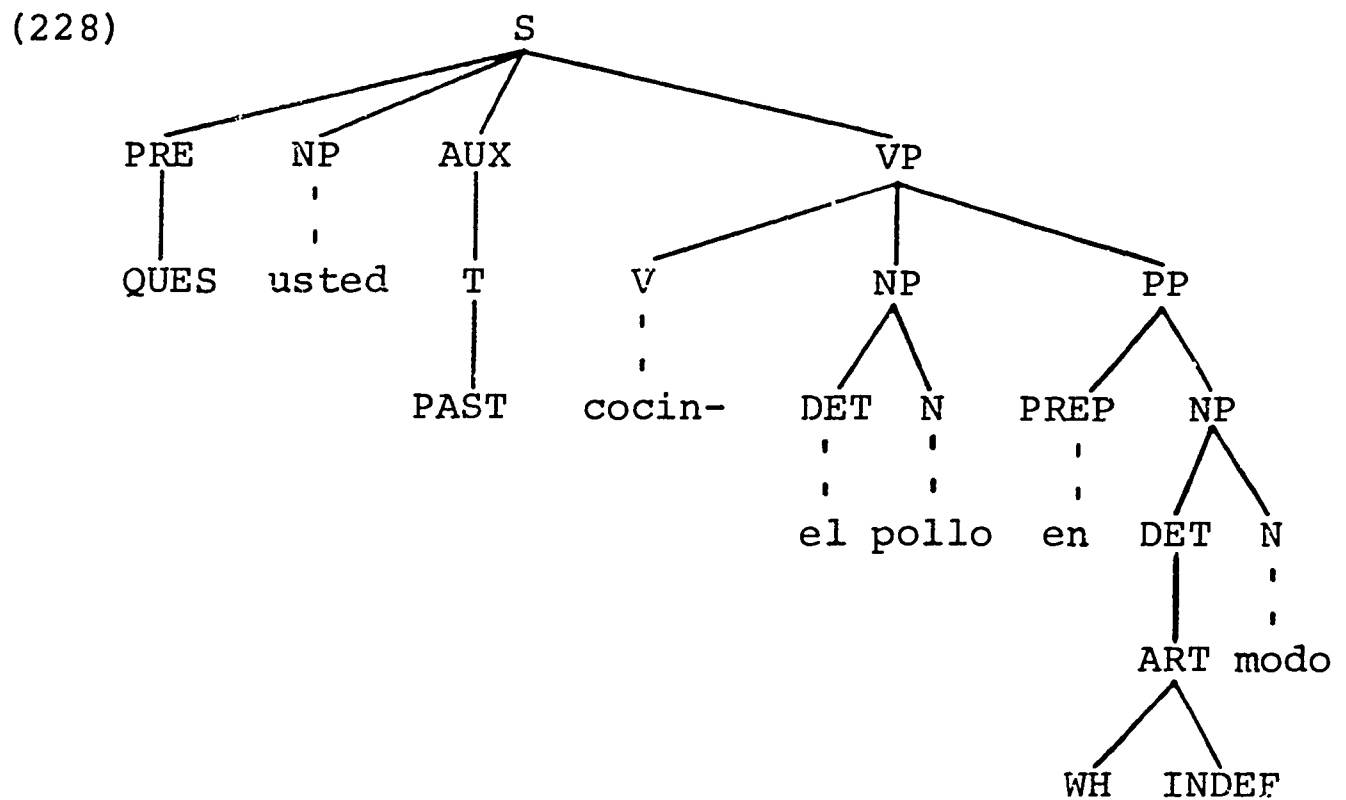 (228) S
PRE NP AUX VP
QUES usted T V NP PP
PAST cocin- DET N PREP NP
el pollo en DET N
ART modo
WH INDEF